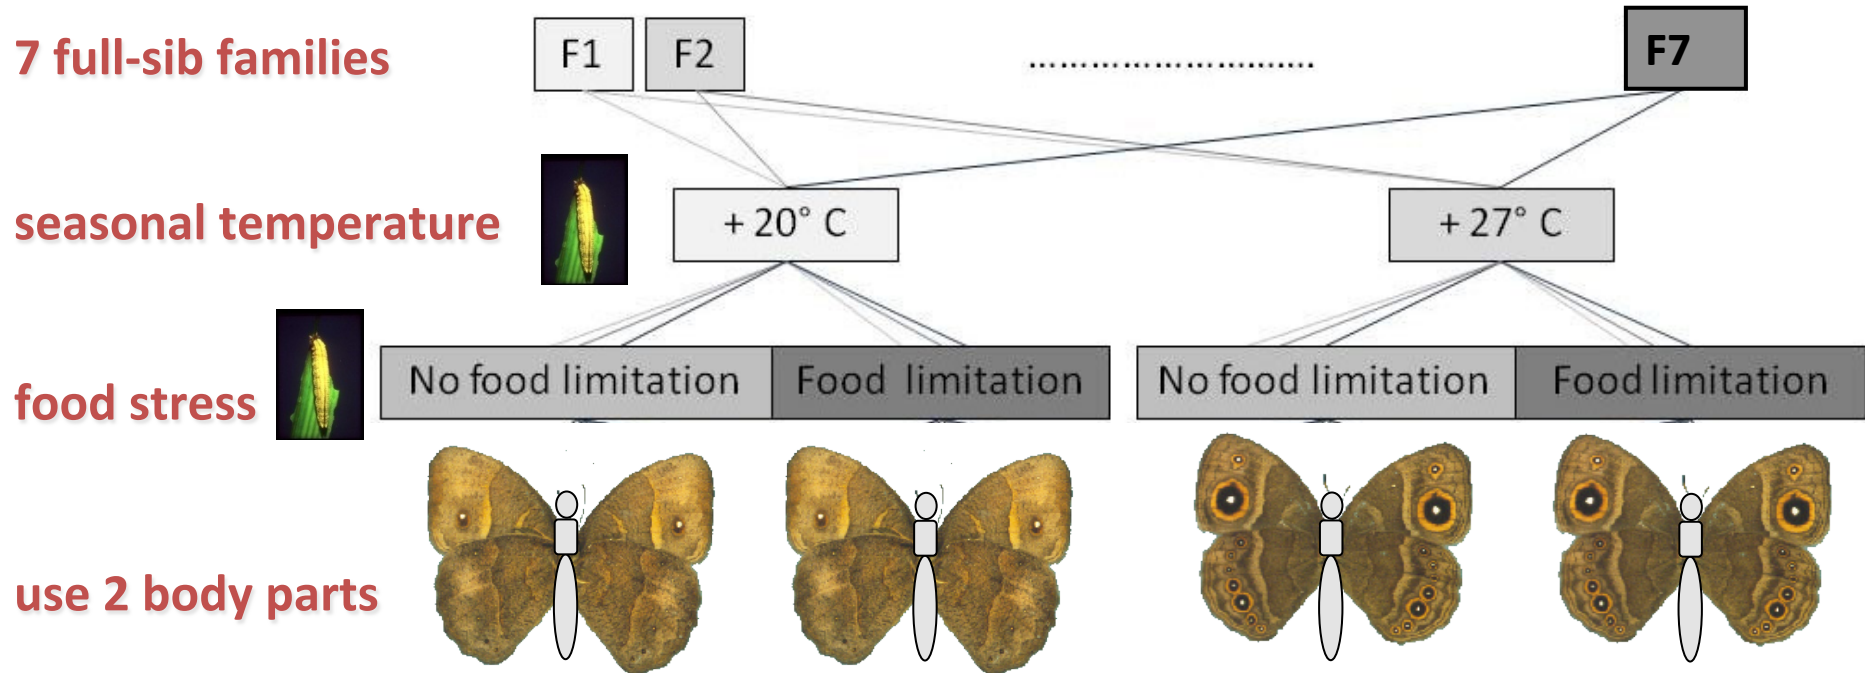 7 full-sib families F1 F2 ............................ F7
seasonal temperature + 20° C + 27° C
food stress No food limitation Food limitation No food limitation Food limitation
use 2 body parts